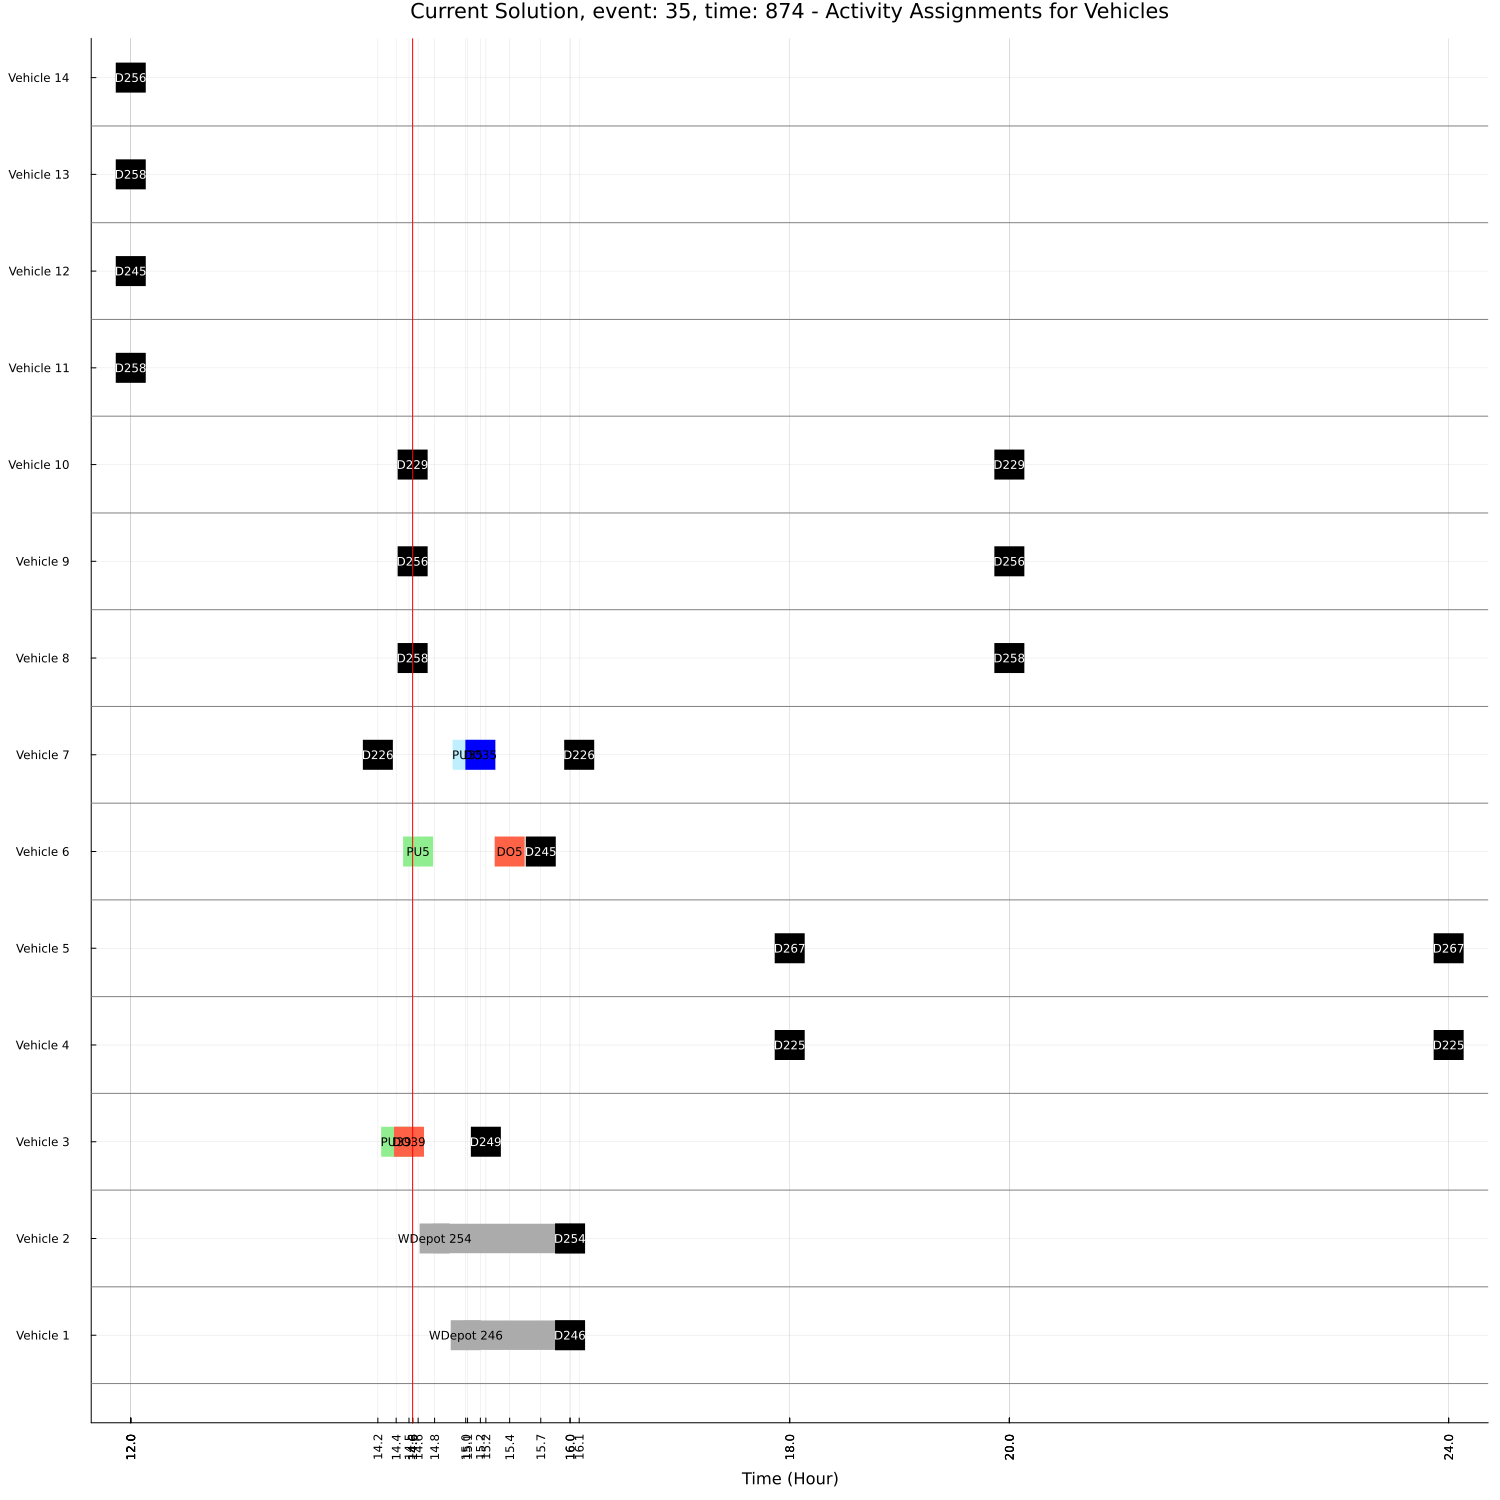 Current Solution, event: 35, time: 874 - Activity Assignments for Vehicles
Vehicle 14
D256
Vehicle 13
D258
Vehicle 12
D245
Vehicle 11
D258
Vehicle 10
D229
D229
Vehicle 9
D256
D256
Vehicle 8
D258
D258
Vehicle 7
D226
D226
Vehicle 6
PU5
DO5
D245
Vehicle 5
D267
D267
Vehicle 4
D225
D225
Vehicle 3
D249
Vehicle 2
WDepot 254
D254
Vehicle 1
WDepot 246
D246
12.0
14.2
14.4
14.6
14.8
15.2
15.4
15.7
16.0
16.1
18.0
20.0
24.0
Time (Hour)